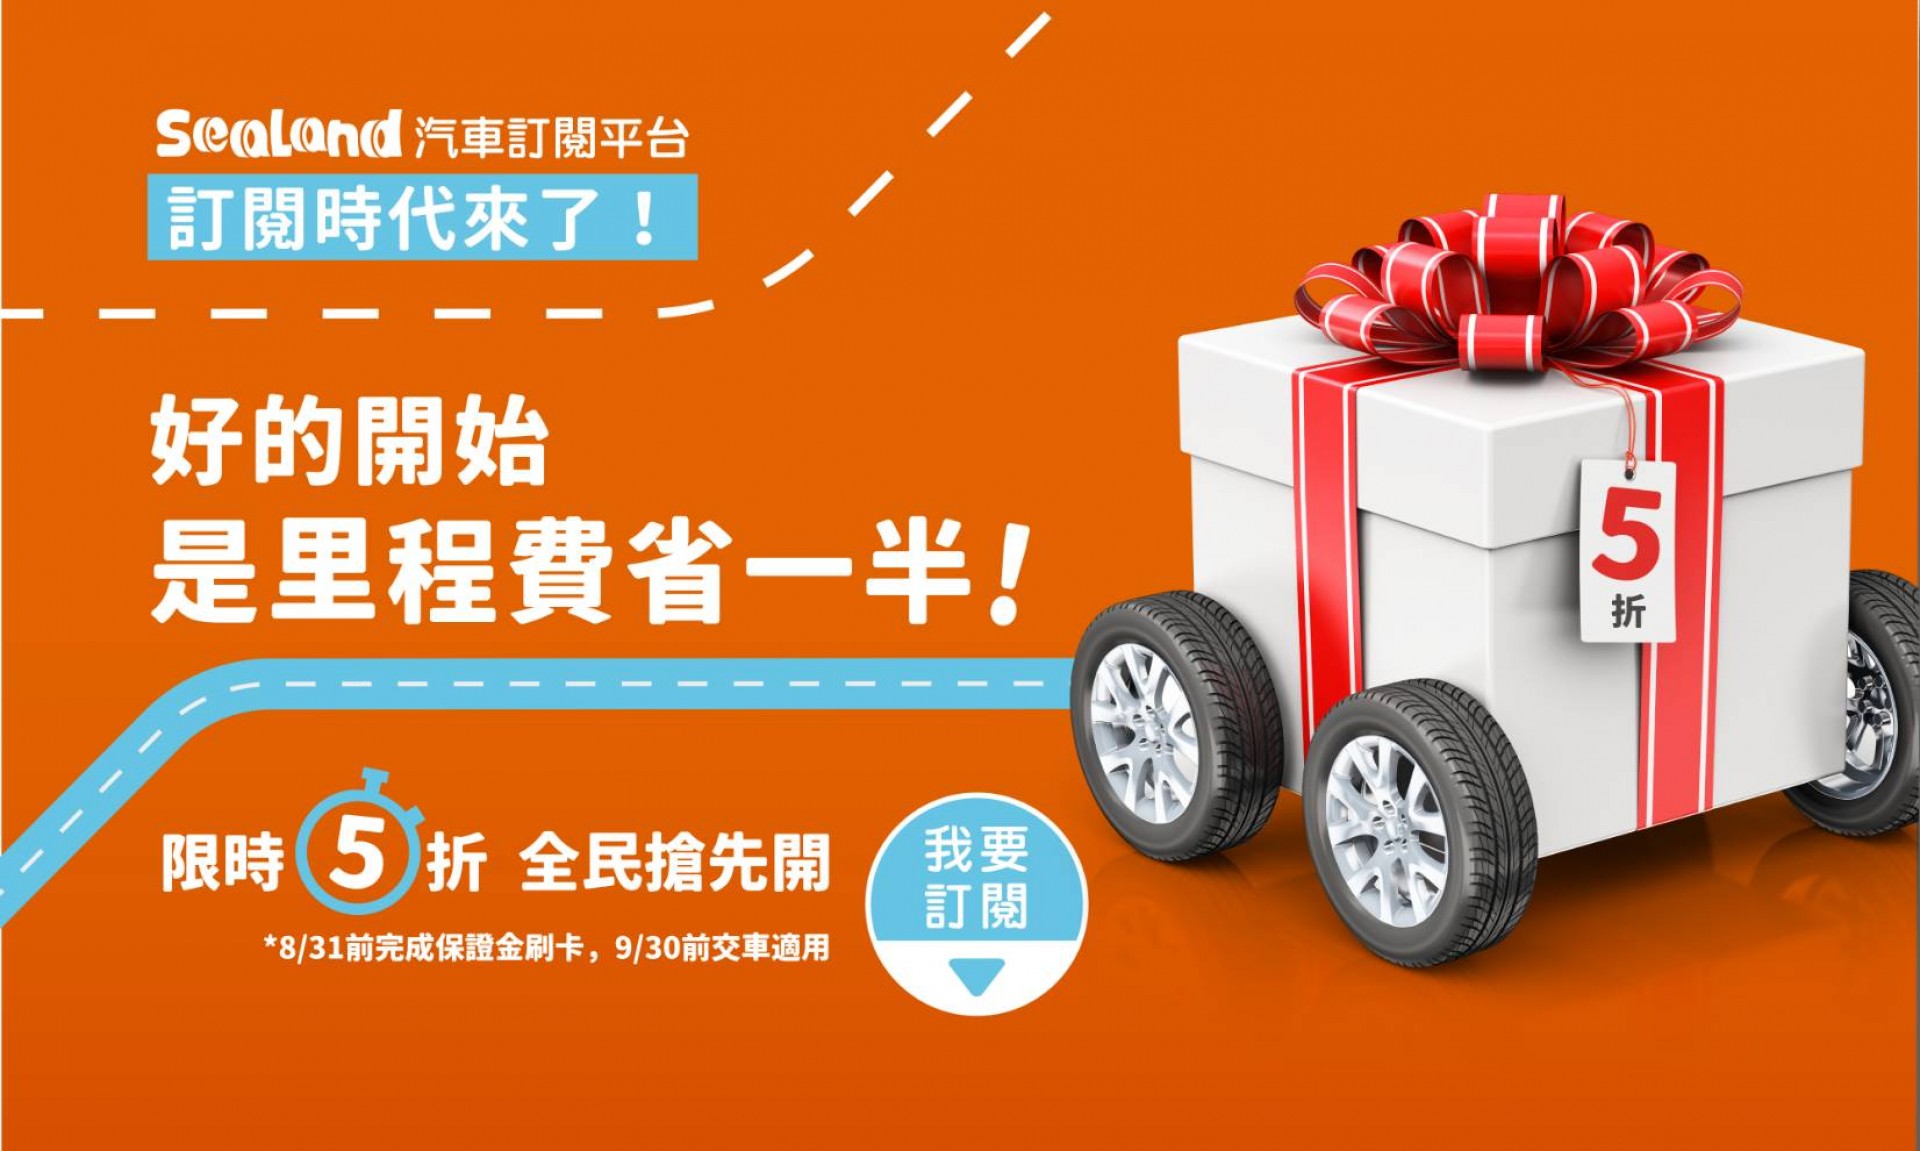 Sealand 汽車訂閱平台
訂閱時代來了！
好的開始
是里程費省一半！
5
折
限時5折 全民搶先開
*8/31前完成保證金刷卡，9/30前交車適用
我要
訂閱